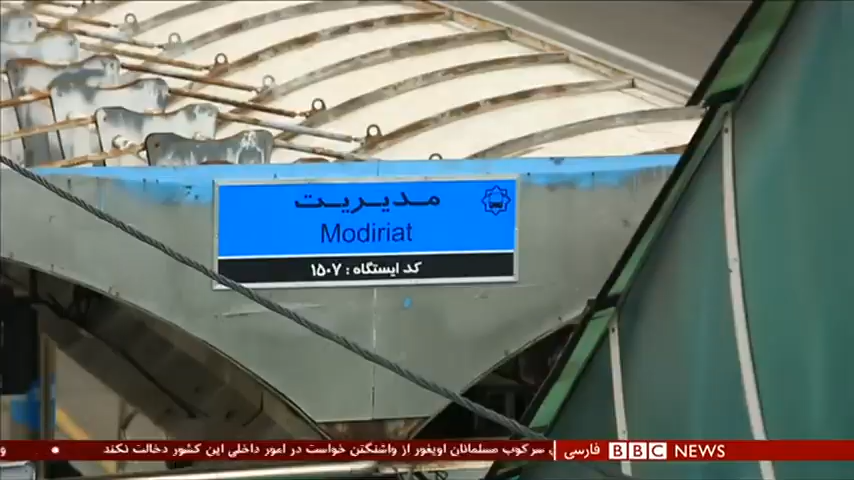 مدیریت
Modiriat
کد ایستگاه : ۱۵۰۷
سرکوب مسلمانان اویغور از واشنگتن خواست در امور داخلی این کشور دخالت نکند •
فارسی BBC NEWS